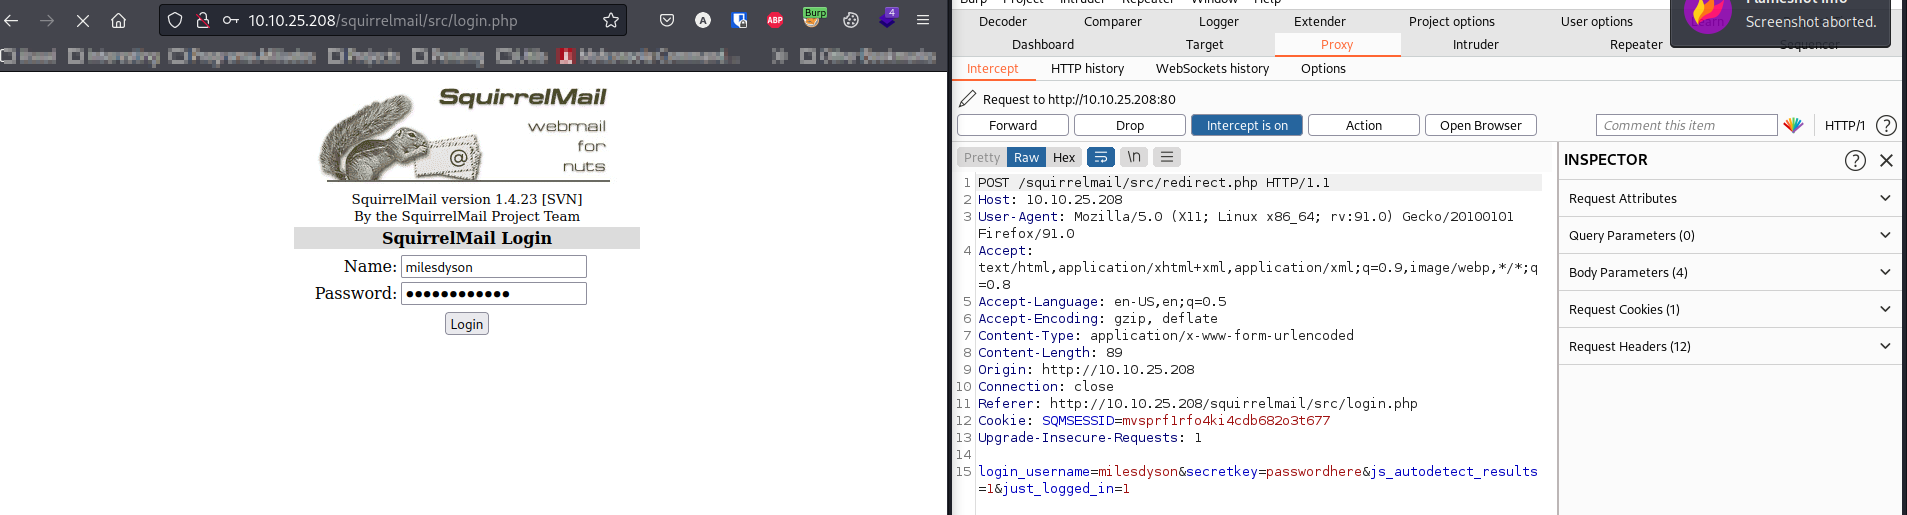 10.10.25.208/squirrelmail/src/login.php
A
ABP
Burp
4
SquirrelMail
webmail
for
nuts
@
SquirrelMail version 1.4.23 [SVN]
By the SquirrelMail Project Team
SquirrelMail Login
Name: milesdyson
Password: ●●●●●●●●●●●●
Login
Burp Project Intruder Repeater Window Help
Screenshot aborted.
Decoder Comparer Logger Extender Project options User options
Dashboard Target Proxy Intruder Repeater Sequencer
Intercept HTTP history WebSockets history Options
Request to http://10.10.25.208:80
Forward Drop Intercept is on Action Open Browser Comment this item HTTP/1 ?
Pretty Raw Hex \n
1 POST /squirrelmail/src/redirect.php HTTP/1.1
2 Host: 10.10.25.208
3 User-Agent: Mozilla/5.0 (X11; Linux x86_64; rv:91.0) Gecko/20100101
Firefox/91.0
4 Accept:
text/html,application/xhtml+xml,application/xml;q=0.9,image/webp,*/*;q
=0.8
5 Accept-Language: en-US,en;q=0.5
6 Accept-Encoding: gzip, deflate
7 Content-Type: application/x-www-form-urlencoded
8 Content-Length: 89
9 Origin: http://10.10.25.208
10 Connection: close
11 Referer: http://10.10.25.208/squirrelmail/src/login.php
12 Cookie: SQMSESSID=mvsprf1rfo4ki4cdb682o3t677
13 Upgrade-Insecure-Requests: 1
14
15 login_username=milesdyson&secretkey=passwordhere&js_autodetect_results
=1&just_logged_in=1
INSPECTOR ?
Request Attributes
Query Parameters (0)
Body Parameters (4)
Request Cookies (1)
Request Headers (12)